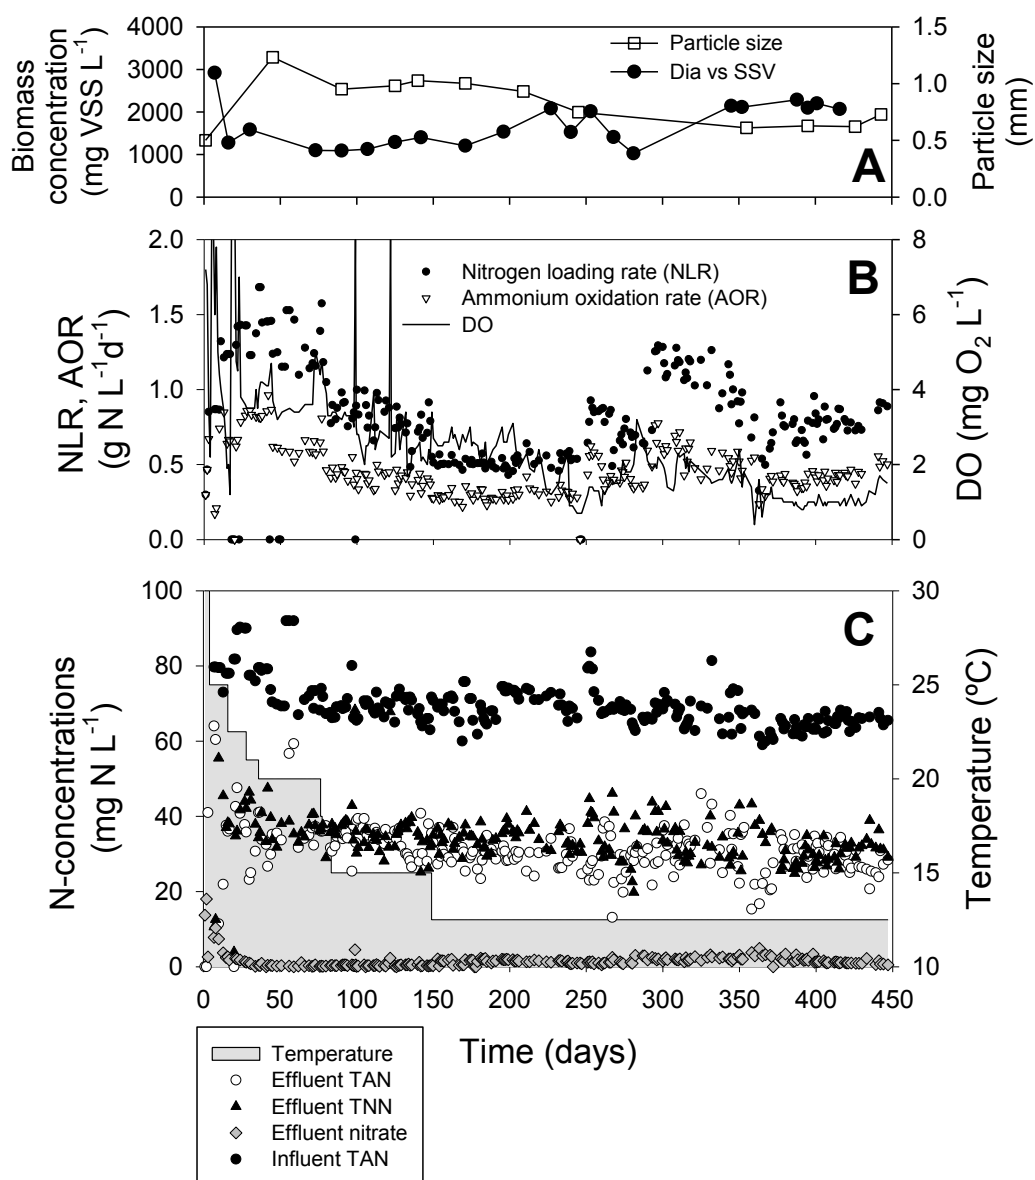 4000
3000
2000
1000
0
Biomass
concentration
(mg VSS L-1)
Particle size
Dia vs SSV
A
1.5
1.0
0.5
0.0
Particle size
(mm)
2.0
1.5
1.0
0.5
0.0
NLR, AOR
(g N L-1d-1)
Nitrogen loading rate (NLR)
Ammonium oxidation rate (AOR)
DO
B
8
6
4
2
0
DO (mg O2 L-1)
100
80
60
40
20
0
N-concentrations
(mg N L-1)
C
30
25
20
15
10
Temperature (ºC)
0 50 100 150 200 250 300 350 400 450
Time (days)
Temperature
Effluent TAN
Effluent TNN
Effluent nitrate
Influent TAN